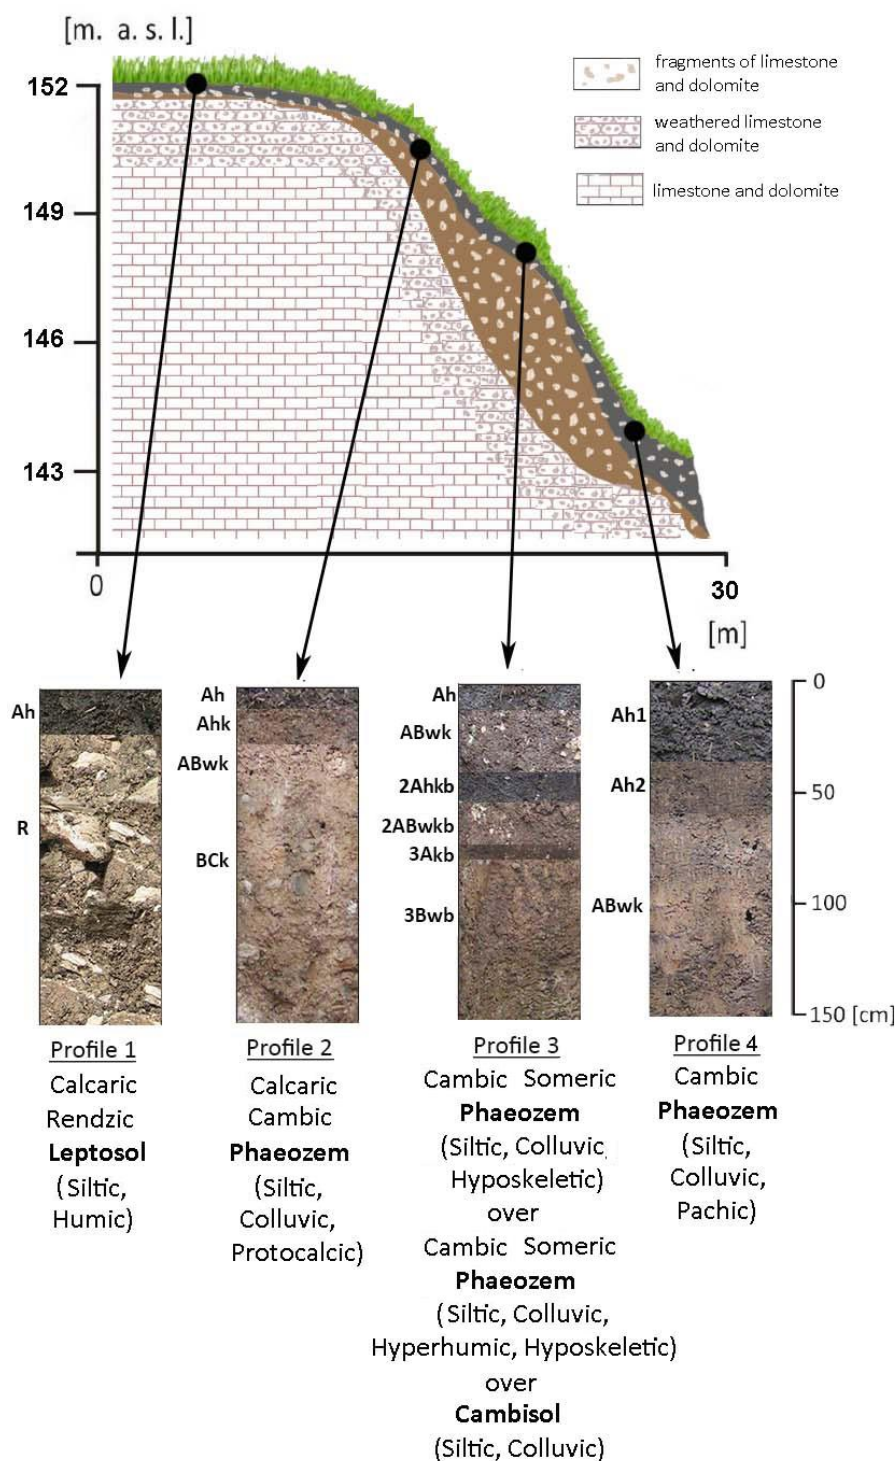 [m. a. s. l.]
152
149
146
143
0
30
[m]
fragments of limestone
and dolomite
weathered limestone
and dolomite
limestone and dolomite
Ah
R
Ah
Ahk
ABwk
BCk
Ah
ABwk
2Ahkb
2ABwkb
3Akb
3Bwb
Ah1
Ah2
ABwk
0
50
100
150 [cm]
Profile 1
Calcaric
Rendzic
Leptosol
(Siltic,
Humic)
Profile 2
Calcaric
Cambic
Phaeozem
(Siltic,
Colluvic,
Protocalcic)
Profile 3
Cambic Someric
Phaeozem
(Siltic, Colluvic,
Hyposkeletic)
over
Cambic Someric
Phaeozem
(Siltic, Colluvic,
Hyperhumic, Hyposkeletic)
over
Cambisol
(Siltic, Colluvic)
Profile 4
Cambic
Phaeozem
(Siltic,
Colluvic,
Pachic)